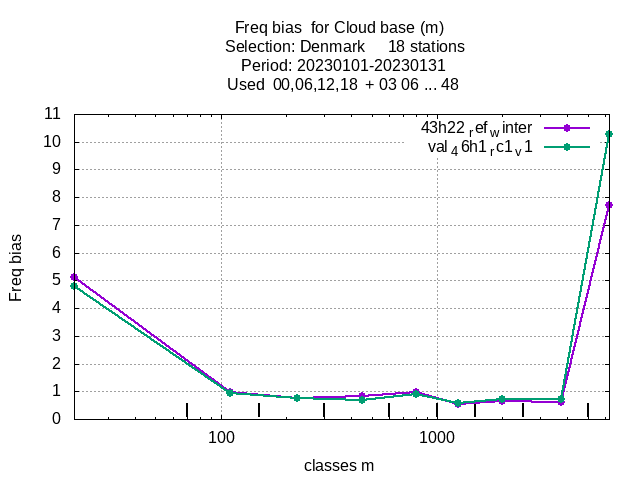 Freq bias  for Cloud base (m)
Selection: Denmark     18 stations
Period: 20230101-20230131
Used  00,06,12,18  + 03 06 ... 48
43h22_ref_winter
val_46h1_rc1_v1
11
10
9
8
7
6
5
4
3
2
1
0
Freq bias
100
1000
classes m